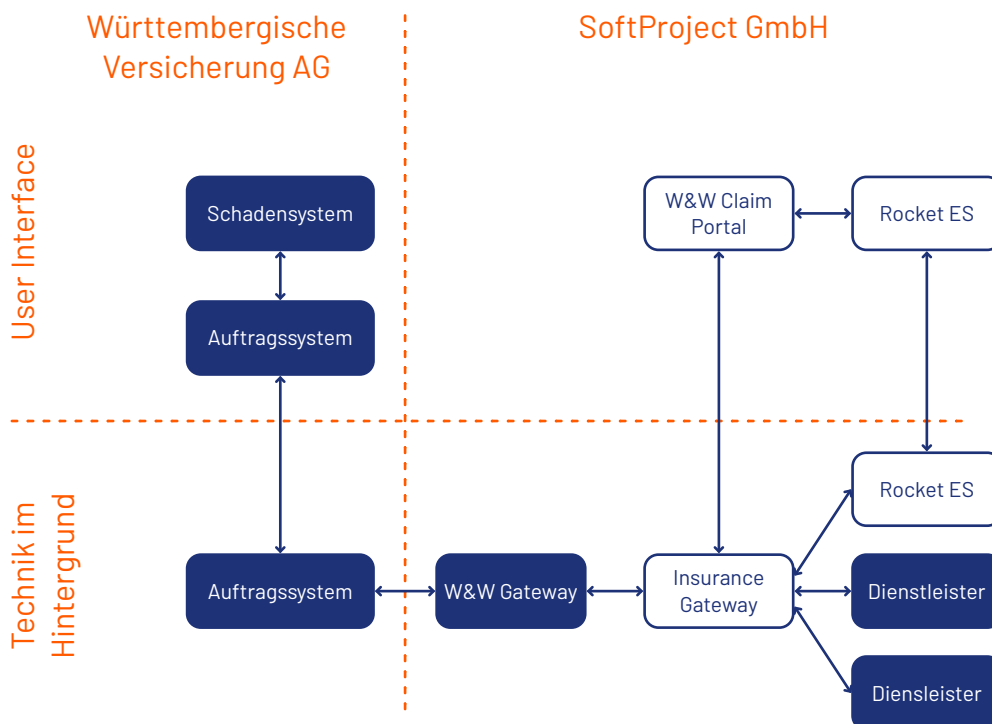 Württembergische
Versicherung AG
SoftProject GmbH
User Interface
Schadensystem
W&W Claim
Portal
Rocket ES
Auftragssystem
Technik im
Hintergrund
Rocket ES
Auftragssystem
W&W Gateway
Insurance
Gateway
Dienstleister
Diensleister